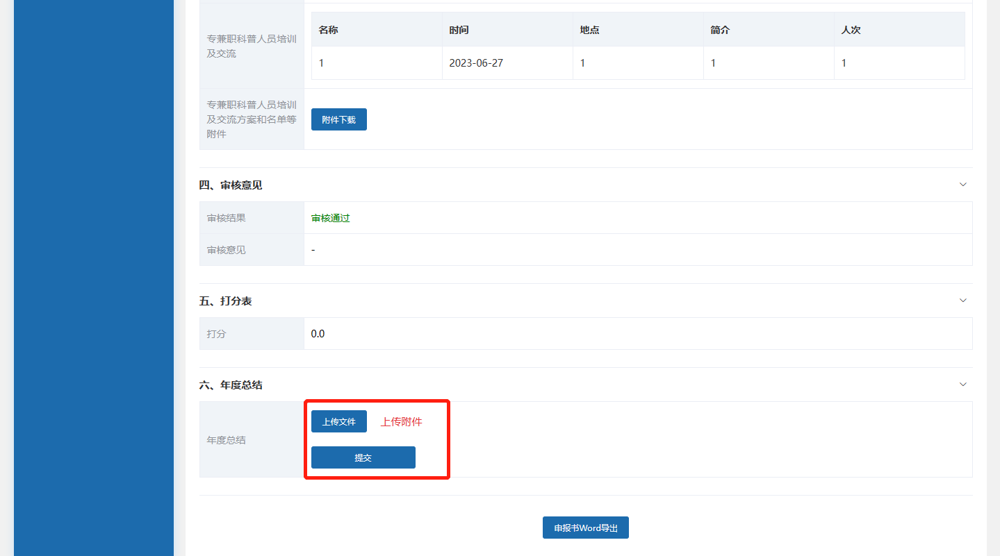 专兼职科普人员培训
及交流
名称 时间 地点 简介 人次
1 2023-06-27 1 1 1
专兼职科普人员培训
及交流方案和名单等
附件
附件下载
四、审核意见
审核结果 审核通过
审核意见 -
五、打分表
打分 0.0
六、年度总结
年度总结
上传文件 上传附件
提交
申报书Word导出